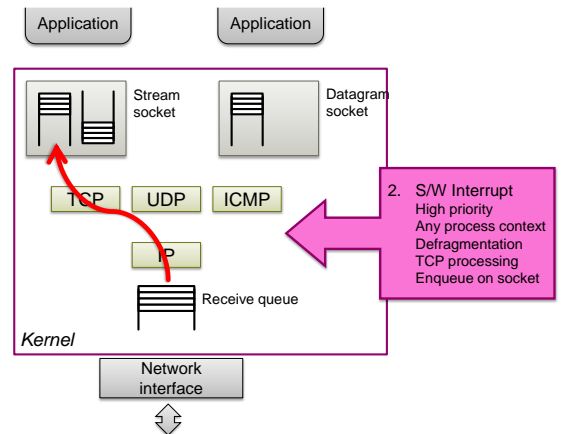 Application
Application
Stream
socket
Datagram
socket
TCP
UDP
ICMP
IP
Receive queue
Kernel
Network
interface
2. S/W Interrupt
High priority
Any process context
Defragmentation
TCP processing
Enqueue on socket